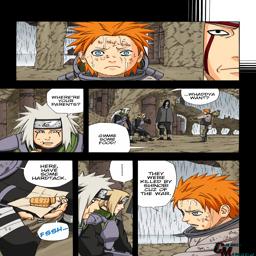 WHERE'RE
YOUR
PARENTS?
...WHADDYA
WANT?
GIMME
SOME
FOOD!
HERE,
HAVE
SOME
HARDTACK.
FSSH...
...
THEY
WERE
KILLED BY
SHINOBI
CUZ OF
THE WAR.